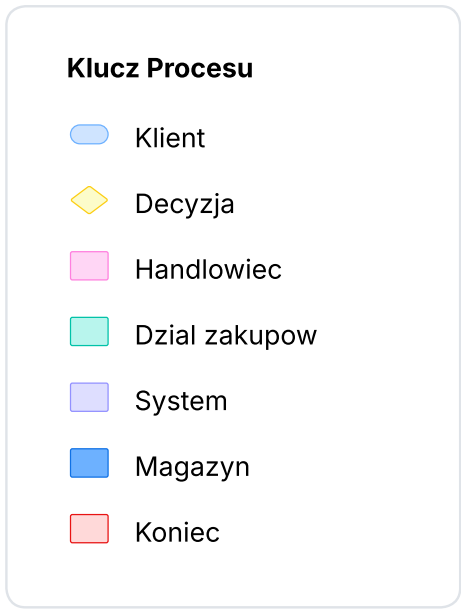 Klucz Procesu
Klient
Decyzja
Handlowiec
Dzial zakupow
System
Magazyn
Koniec